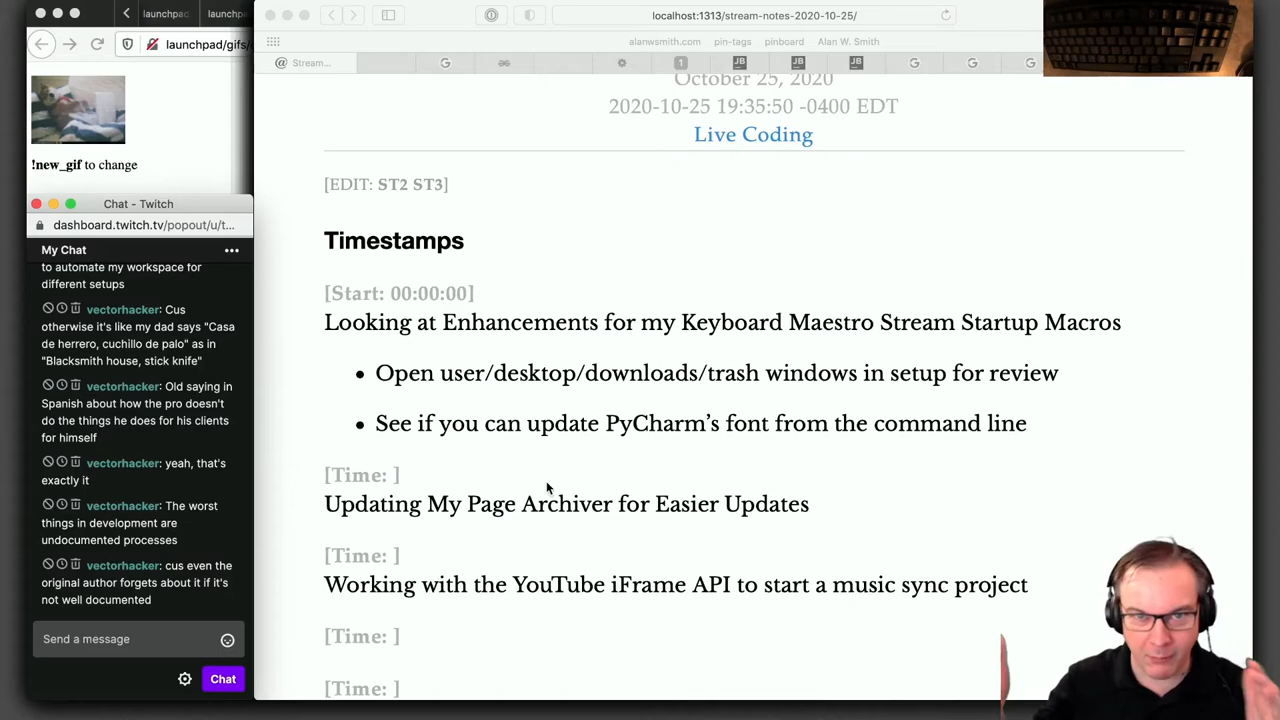 launchpad
launchpad
launchpad/gifs/
!new_gif to change
Chat - Twitch
dashboard.twitch.tv/popout/u/t...
My Chat
to automate my workspace for
different setups
vectorhacker: Cus
otherwise it's like my dad says "Casa
de herrero, cuchillo de palo" as in
"Blacksmith house, stick knife"
vectorhacker: Old saying in
Spanish about how the pro doesn't
do the things he does for his clients
for himself
vectorhacker: yeah, that's
exactly it
vectorhacker: The worst
things in development are
undocumented processes
vectorhacker: cus even the
original author forgets about it if it's
not well documented
Send a message
Chat
localhost:1313/stream-notes-2020-10-25/
alanwsmith.com pin-tags pinboard Alan W. Smith
@ Stream... G 1 JB JB JB G G G
October 25, 2020
2020-10-25 19:35:50 -0400 EDT
Live Coding
[EDIT: ST2 ST3]
Timestamps
[Start: 00:00:00]
Looking at Enhancements for my Keyboard Maestro Stream Startup Macros
• Open user/desktop/downloads/trash windows in setup for review
• See if you can update PyCharm’s font from the command line
[Time: ]
Updating My Page Archiver for Easier Updates
[Time: ]
Working with the YouTube iFrame API to start a music sync project
[Time: ]
[Time: ]